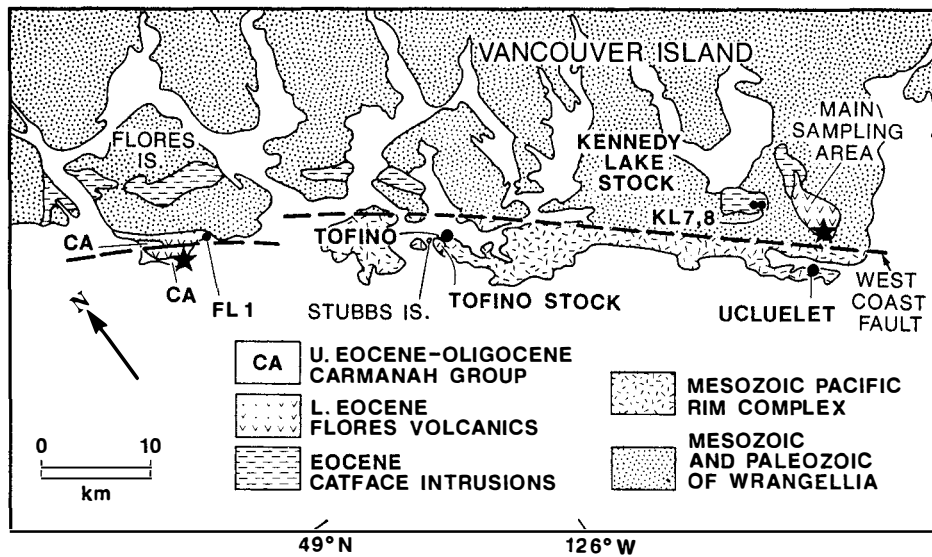 VANCOUVER ISLAND
MAIN
SAMPLING
AREA
FLORES
IS.
KENNEDY
LAKE
STOCK
KL7,8
CA
TOFINO
CA
FL1
STUBBS IS.
TOFINO STOCK
UCLUELET
WEST
COAST
FAULT
N
CA
U. EOCENE-OLIGOCENE
CARMANAH GROUP
L. EOCENE
FLORES VOLCANICS
EOCENE
CATFACE INTRUSIONS
MESOZOIC PACIFIC
RIM COMPLEX
MESOZOIC
AND PALEOZOIC
OF WRANGELLIA
0 10
km
49° N 126° W